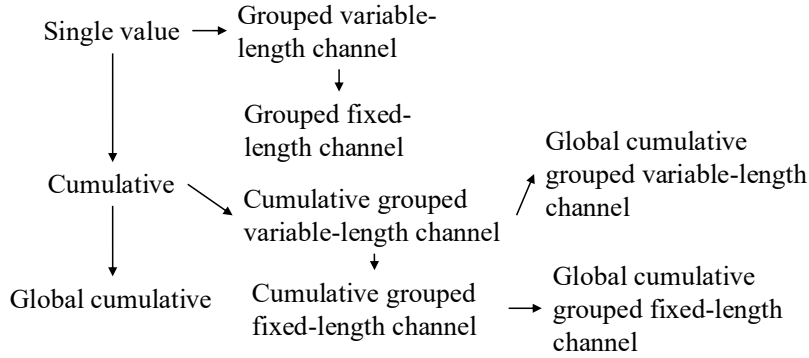 Single value
Grouped variable-
length channel
Grouped fixed-
length channel
Cumulative
Cumulative grouped
variable-length channel
Global cumulative
grouped variable-length
channel
Global cumulative
Cumulative grouped
fixed-length channel
Global cumulative
grouped fixed-length
channel